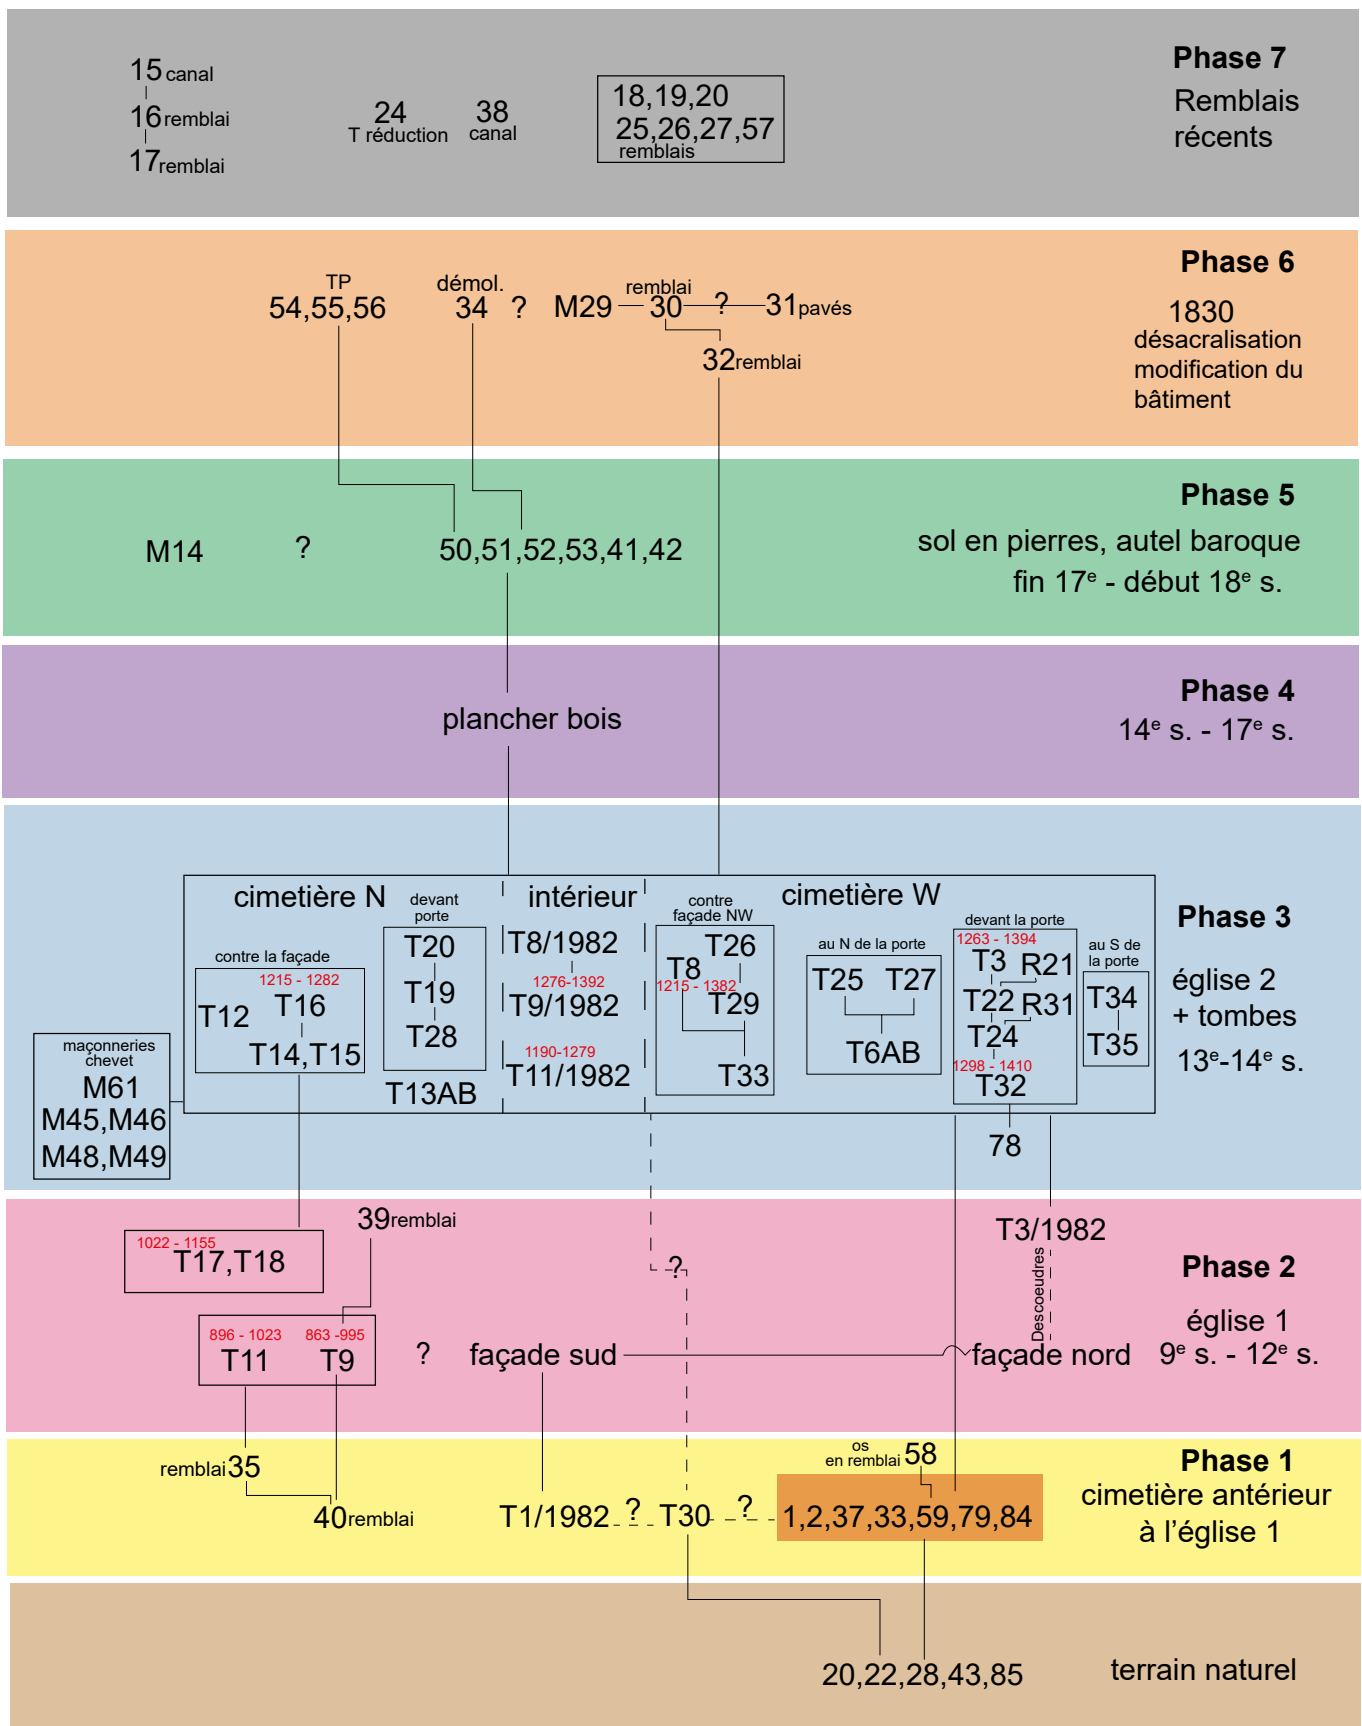 Phase 7
Remblais
récents
15 canal
16 remblai
17 remblai
24
T réduction
38
canal
18,19,20
25,26,27,57
remblais
Phase 6
1830
désacralisation
modification du
bâtiment
TP
54,55,56
démol.
34 ? M29 remblai 30 ? 31 pavés
32 remblai
Phase 5
sol en pierres, autel baroque
fin 17e - début 18e s.
M14 ? 50,51,52,53,41,42
Phase 4
14e s. - 17e s.
plancher bois
Phase 3
église 2
+ tombes
13e-14e s.
cimetière N
contre la façade
T12
1215 - 1282
T16
T14,T15
devant
porte
T20
T19
T28
T13AB
maçonneries
chevet
M61
M45,M46
M48,M49
intérieur
T8/1982
1276-1392
T9/1982
1190-1279
T11/1982
cimetière W
contre
façade NW
T26
T8
1215 - 1382
T29
T33
au N de la porte
T25 T27
T6AB
devant la porte
1263 - 1394
T3 R21
T22 R31
T24
1298 - 1410
T32
78
au S de
la porte
T34
T35
Phase 2
église 1
9e s. - 12e s.
39 remblai
1022 - 1155
T17,T18
896 - 1023 863 -995
T11 T9
? façade sud façade nord
?
T3/1982
Descoeudres
Phase 1
cimetière antérieur
à l’église 1
remblai 35
40 remblai
os
en remblai 58
T1/1982 ? T30 ? 1,2,37,33,59,79,84
20,22,28,43,85
terrain naturel